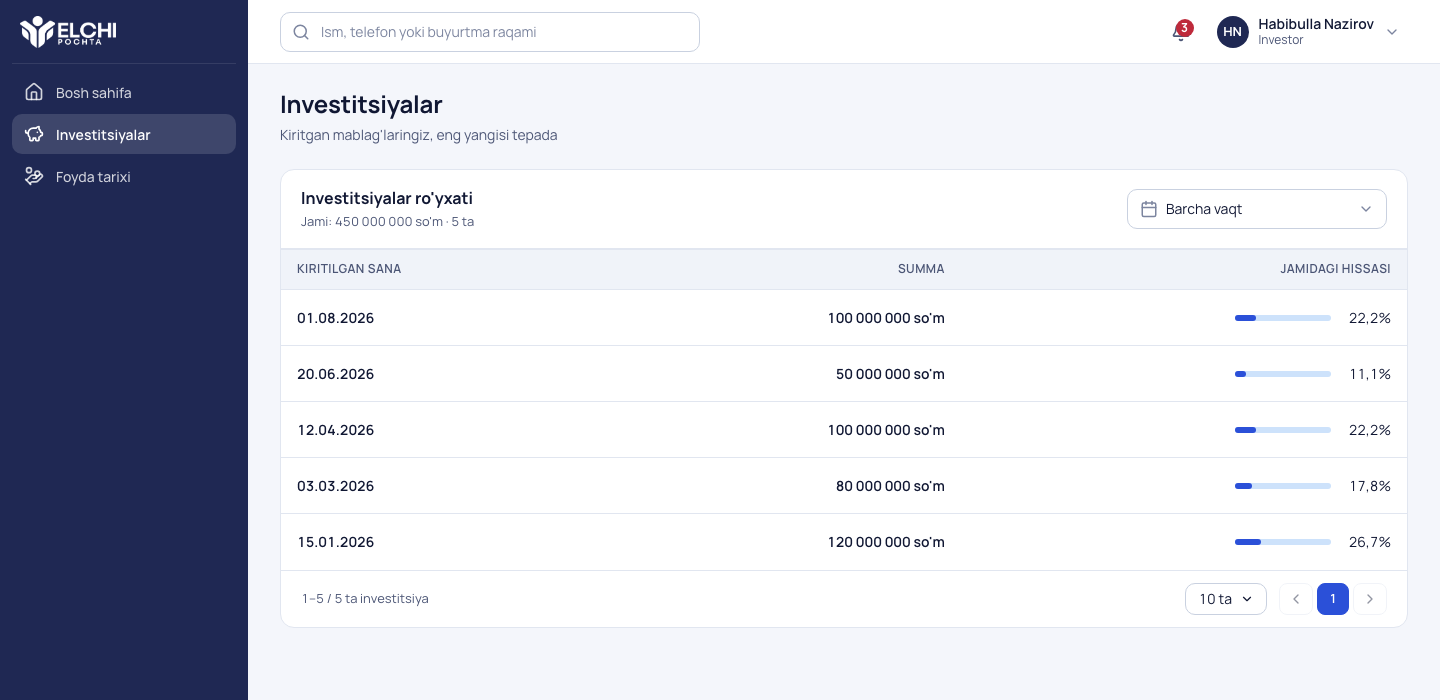 ELCHI
POCHTA
Ism, telefon yoki buyurtma raqami
3
HN
Habibulla Nazirov
Investor
Bosh sahifa
Investitsiyalar
Foyda tarixi
Investitsiyalar
Kiritgan mablag'laringiz, eng yangisi tepada
Investitsiyalar ro'yxati
Jami: 450 000 000 so'm · 5 ta
Barcha vaqt
KIRITILGAN SANA SUMMA JAMIDAGI HISSASI
01.08.2026 100 000 000 so'm 22,2%
20.06.2026 50 000 000 so'm 11,1%
12.04.2026 100 000 000 so'm 22,2%
03.03.2026 80 000 000 so'm 17,8%
15.01.2026 120 000 000 so'm 26,7%
1–5 / 5 ta investitsiya
10 ta
1